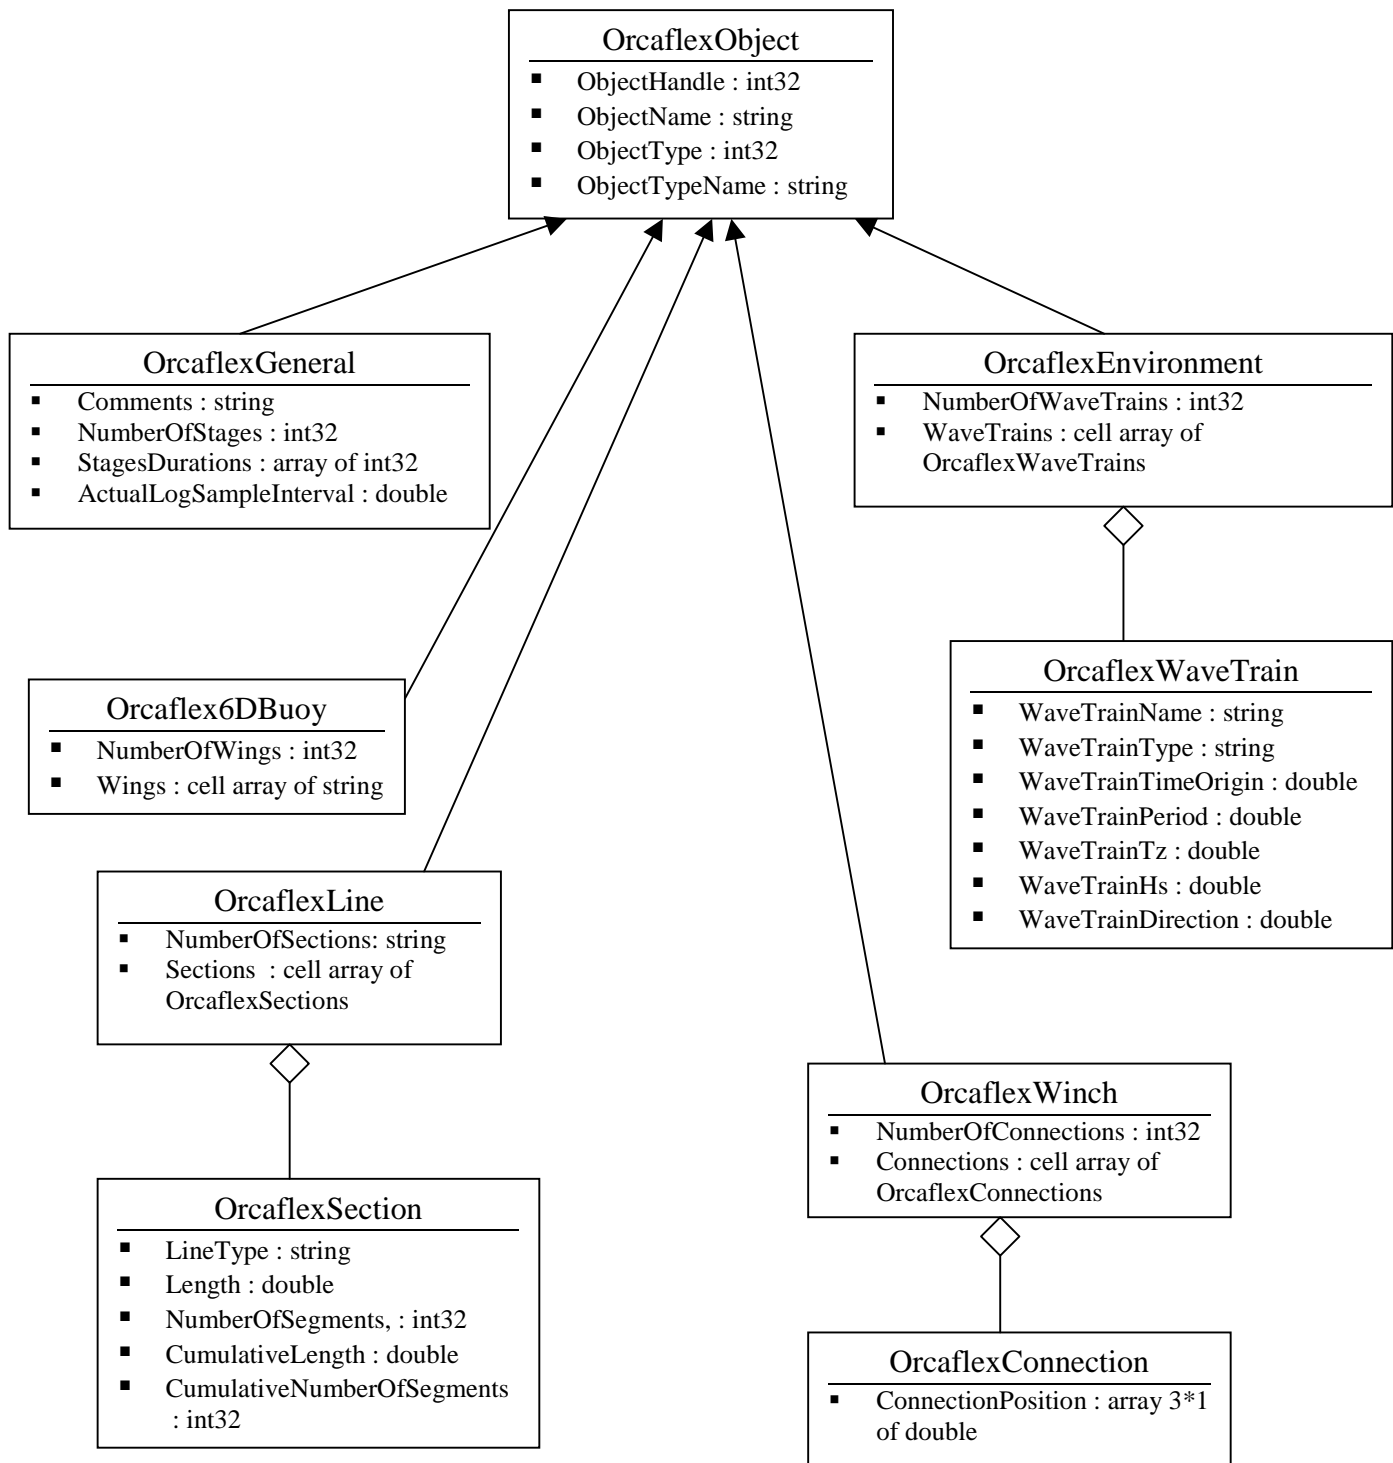 OrcaflexObject
▪ ObjectHandle : int32
▪ ObjectName : string
▪ ObjectType : int32
▪ ObjectTypeName : string
OrcaflexGeneral
▪ Comments : string
▪ NumberOfStages : int32
▪ StagesDurations : array of int32
▪ ActualLogSampleInterval : double
OrcaflexEnvironment
▪ NumberOfWaveTrains : int32
▪ WaveTrains : cell array of
OrcaflexWaveTrains
Orcaflex6DBuoy
▪ NumberOfWings : int32
▪ Wings : cell array of string
OrcaflexWaveTrain
▪ WaveTrainName : string
▪ WaveTrainType : string
▪ WaveTrainTimeOrigin : double
▪ WaveTrainPeriod : double
▪ WaveTrainTz : double
▪ WaveTrainHs : double
▪ WaveTrainDirection : double
OrcaflexLine
▪ NumberOfSections: string
▪ Sections  : cell array of
OrcaflexSections
OrcaflexWinch
▪ NumberOfConnections : int32
▪ Connections : cell array of
OrcaflexConnections
OrcaflexSection
▪ LineType : string
▪ Length : double
▪ NumberOfSegments, : int32
▪ CumulativeLength : double
▪ CumulativeNumberOfSegments
: int32
OrcaflexConnection
▪ ConnectionPosition : array 3*1
of double